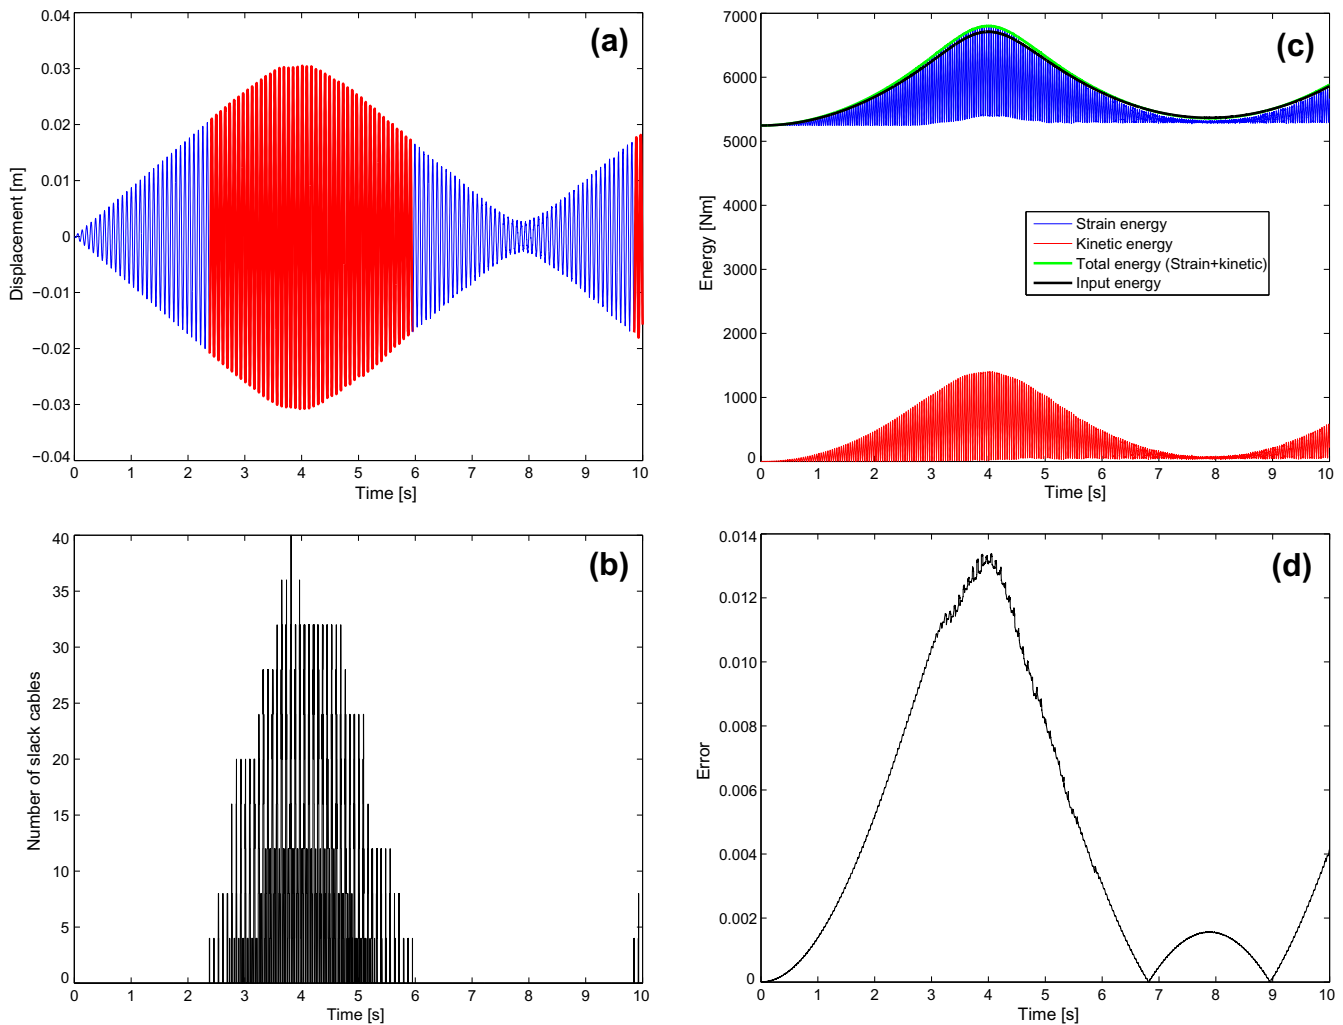 (a)
0.04
0.03
0.02
0.01
0
−0.01
−0.02
−0.03
−0.04
Displacement [m]
0 1 2 3 4 5 6 7 8 9 10
Time [s]
(c)
7000
6000
5000
4000
3000
2000
1000
0
Energy [Nm]
Strain energy
Kinetic energy
Total energy (Strain+kinetic)
Input energy
0 1 2 3 4 5 6 7 8 9 10
Time [s]
(b)
40
35
30
25
20
15
10
5
0
Number of slack cables
0 1 2 3 4 5 6 7 8 9 10
Time [s]
(d)
0.014
0.012
0.010
0.008
0.006
0.004
0.002
0
Error
0 1 2 3 4 5 6 7 8 9 10
Time [s]